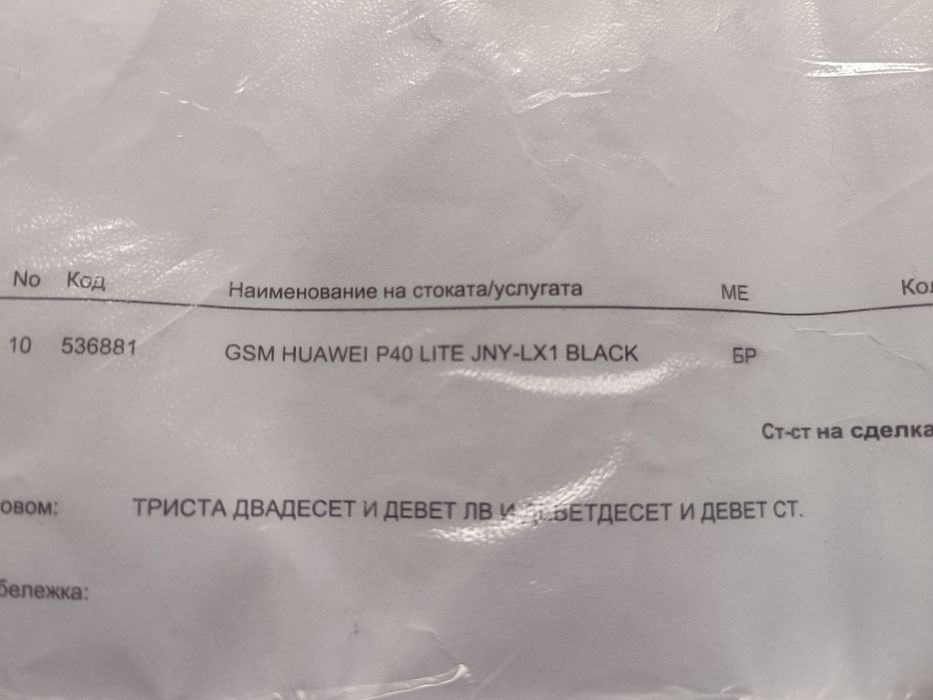 No Код Наименование на стоката/услугата МЕ Кол
10 536881 GSM HUAWEI P40 LITE JNY-LX1 BLACK БР
Ст-ст на сделка
овом: ТРИСТА ДВАДЕСЕТ И ДЕВЕТ ЛВ И ДЕВЕТДЕСЕТ И ДЕВЕТ СТ.
бележка: